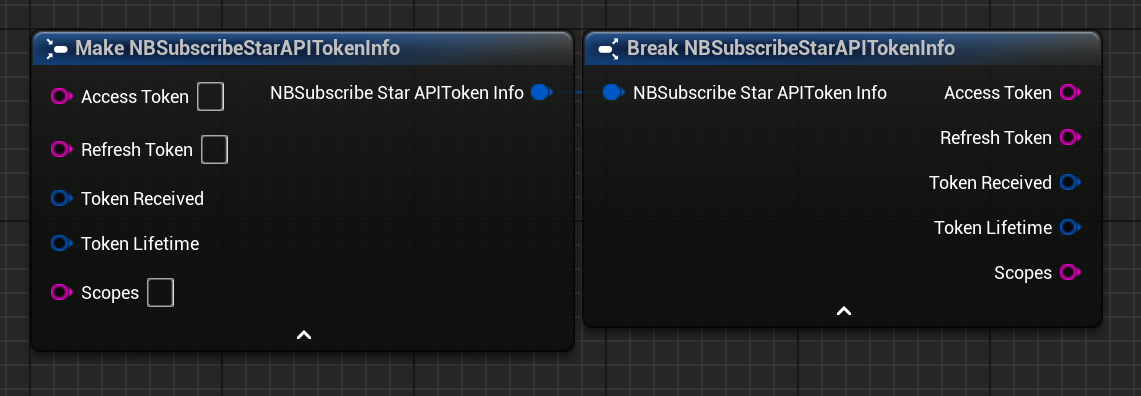 Make NBSubscribeStarAPITokenInfo
Access Token
NBSubscribe Star APIToken Info
Refresh Token
Token Received
Token Lifetime
Scopes
Break NBSubscribeStarAPITokenInfo
NBSubscribe Star APIToken Info
Access Token
Refresh Token
Token Received
Token Lifetime
Scopes